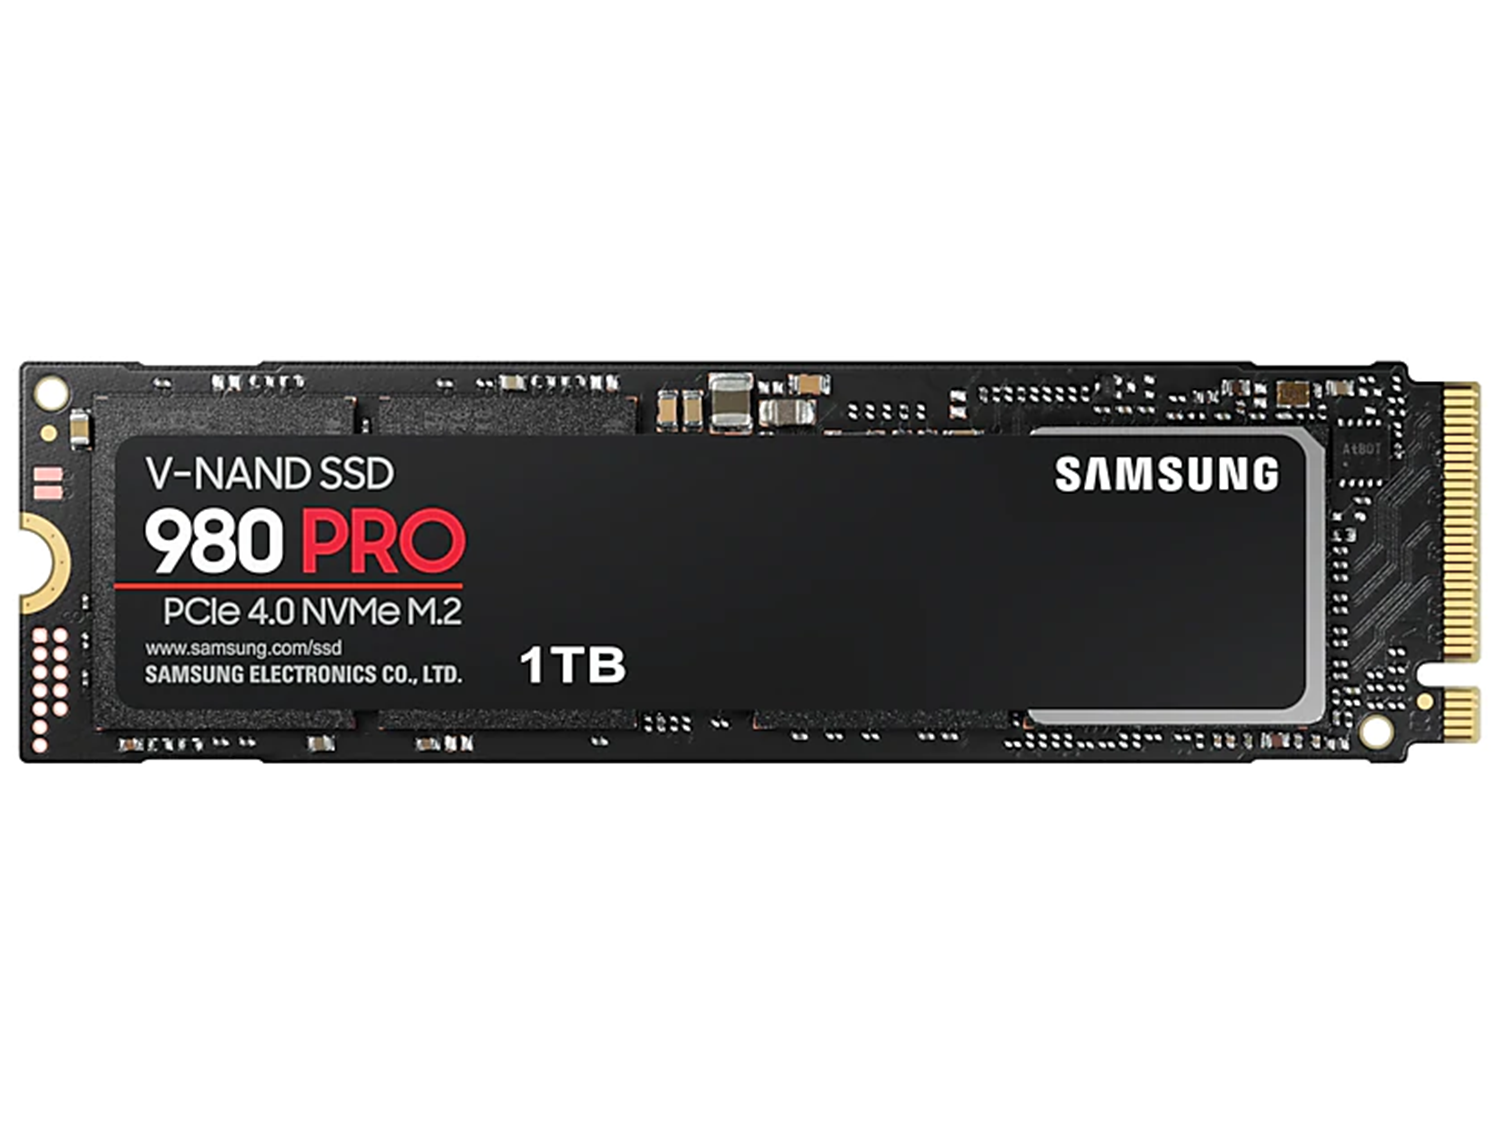 V-NAND SSD
SAMSUNG
980 PRO
PCIe 4.0 NVMe M.2
www.samsung.com/ssd
SAMSUNG ELECTRONICS CO., LTD.
1TB